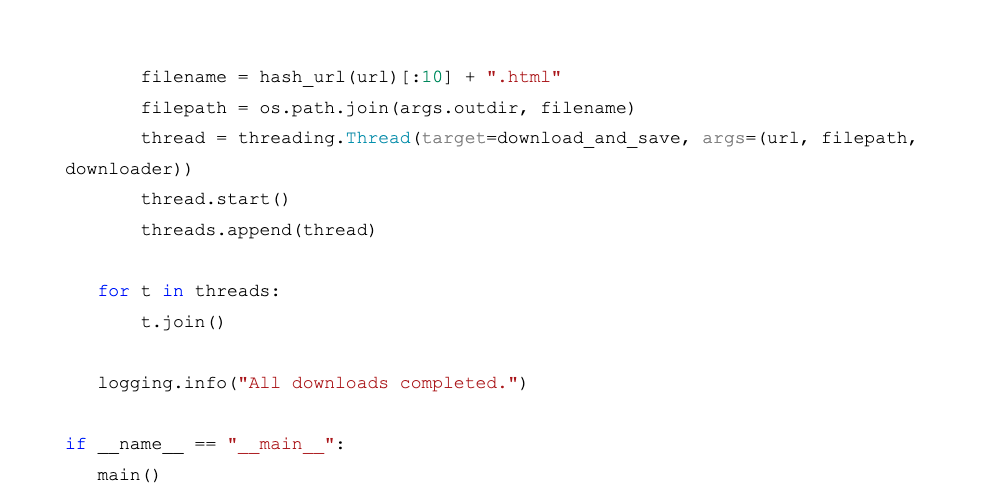 filename = hash_url(url)[:10] + ".html"
filepath = os.path.join(args.outdir, filename)
thread = threading.Thread(target=download_and_save, args=(url, filepath,
downloader))
thread.start()
threads.append(thread)
for t in threads:
t.join()
logging.info("All downloads completed.")
if __name__ == "__main__":
main()